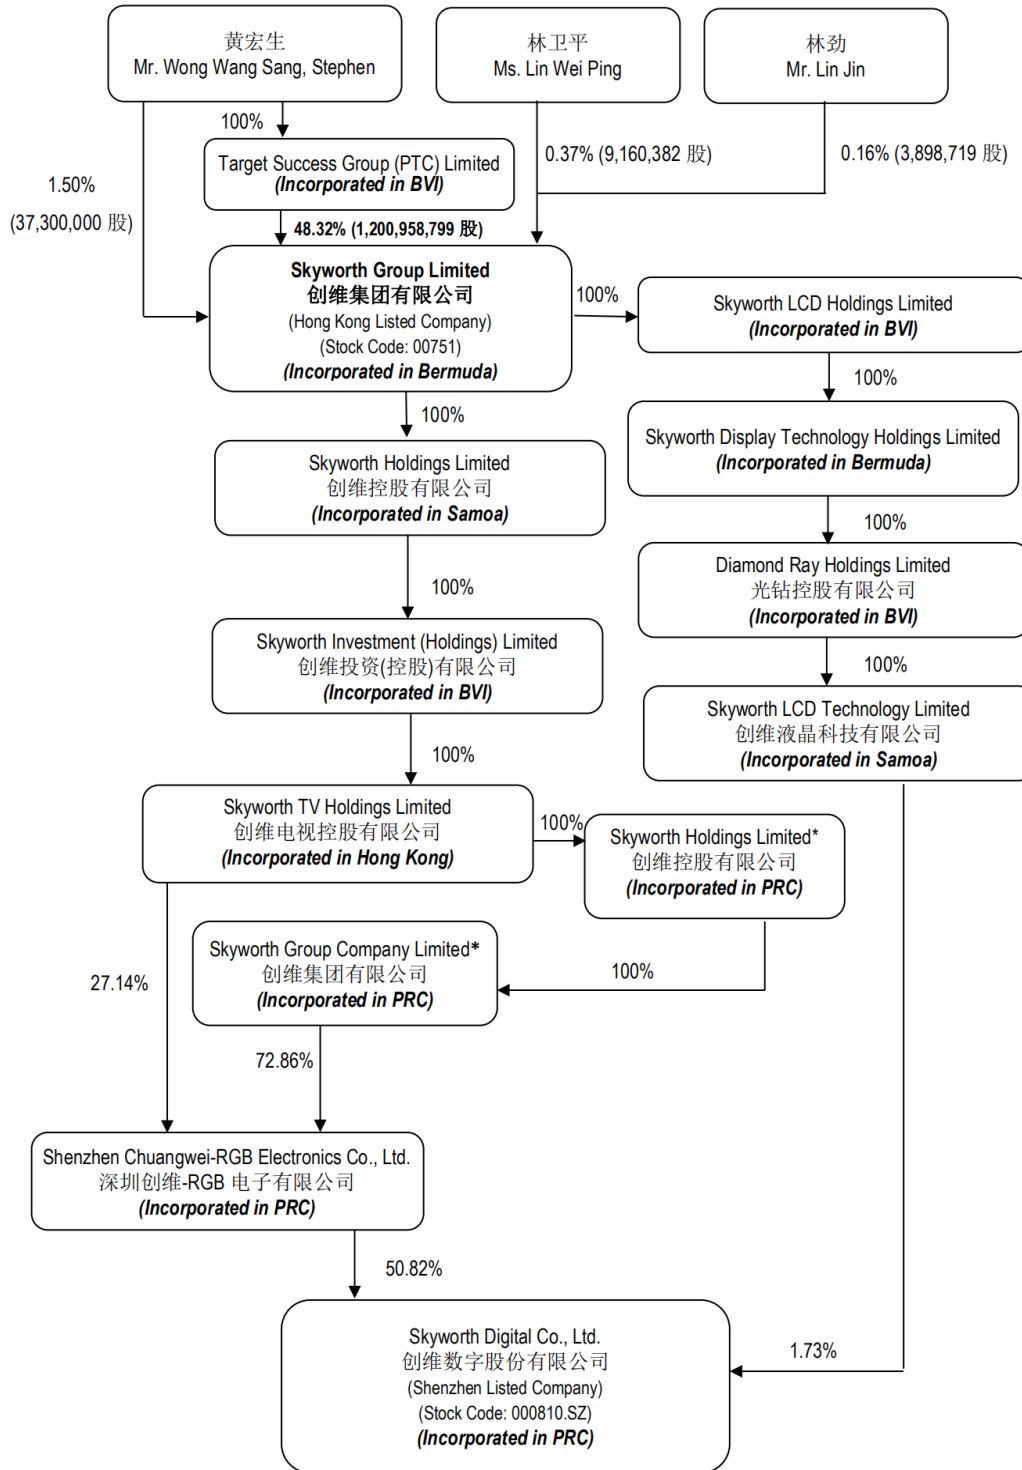 黄宏生
Mr. Wong Wang Sang, Stephen
林卫平
Ms. Lin Wei Ping
林劲
Mr. Lin Jin
100%
1.50%
(37,300,000 股)
Target Success Group (PTC) Limited
(Incorporated in BVI)
0.37% (9,160,382 股)
0.16% (3,898,719 股)
48.32% (1,200,958,799 股)
Skyworth Group Limited
创维集团有限公司
(Hong Kong Listed Company)
(Stock Code: 00751)
(Incorporated in Bermuda)
100%
Skyworth LCD Holdings Limited
(Incorporated in BVI)
100%
100%
Skyworth Display Technology Holdings Limited
(Incorporated in Bermuda)
Skyworth Holdings Limited
创维控股有限公司
(Incorporated in Samoa)
100%
Diamond Ray Holdings Limited
光钻控股有限公司
(Incorporated in BVI)
100%
Skyworth Investment (Holdings) Limited
创维投资(控股)有限公司
(Incorporated in BVI)
100%
Skyworth LCD Technology Limited
创维液晶科技有限公司
(Incorporated in Samoa)
100%
Skyworth TV Holdings Limited
创维电视控股有限公司
(Incorporated in Hong Kong)
100%
Skyworth Holdings Limited*
创维控股有限公司
(Incorporated in PRC)
Skyworth Group Company Limited*
创维集团有限公司
(Incorporated in PRC)
100%
27.14%
72.86%
Shenzhen Chuangwei-RGB Electronics Co., Ltd.
深圳创维-RGB 电子有限公司
(Incorporated in PRC)
50.82%
Skyworth Digital Co., Ltd.
创维数字股份有限公司
(Shenzhen Listed Company)
(Stock Code: 000810.SZ)
(Incorporated in PRC)
1.73%